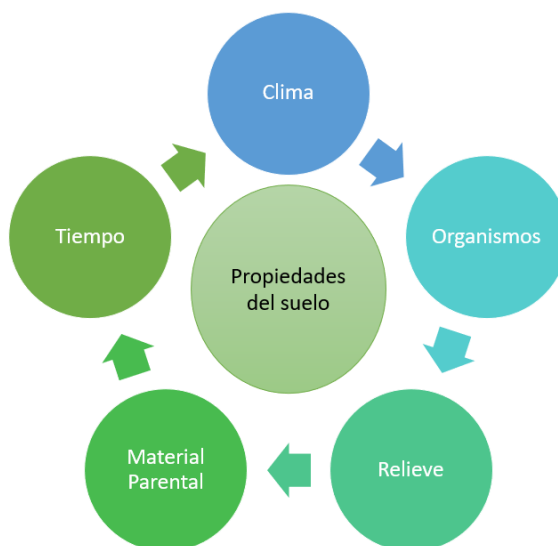 Clima
Organismos
Relieve
Material
Parental
Tiempo
Propiedades
del suelo